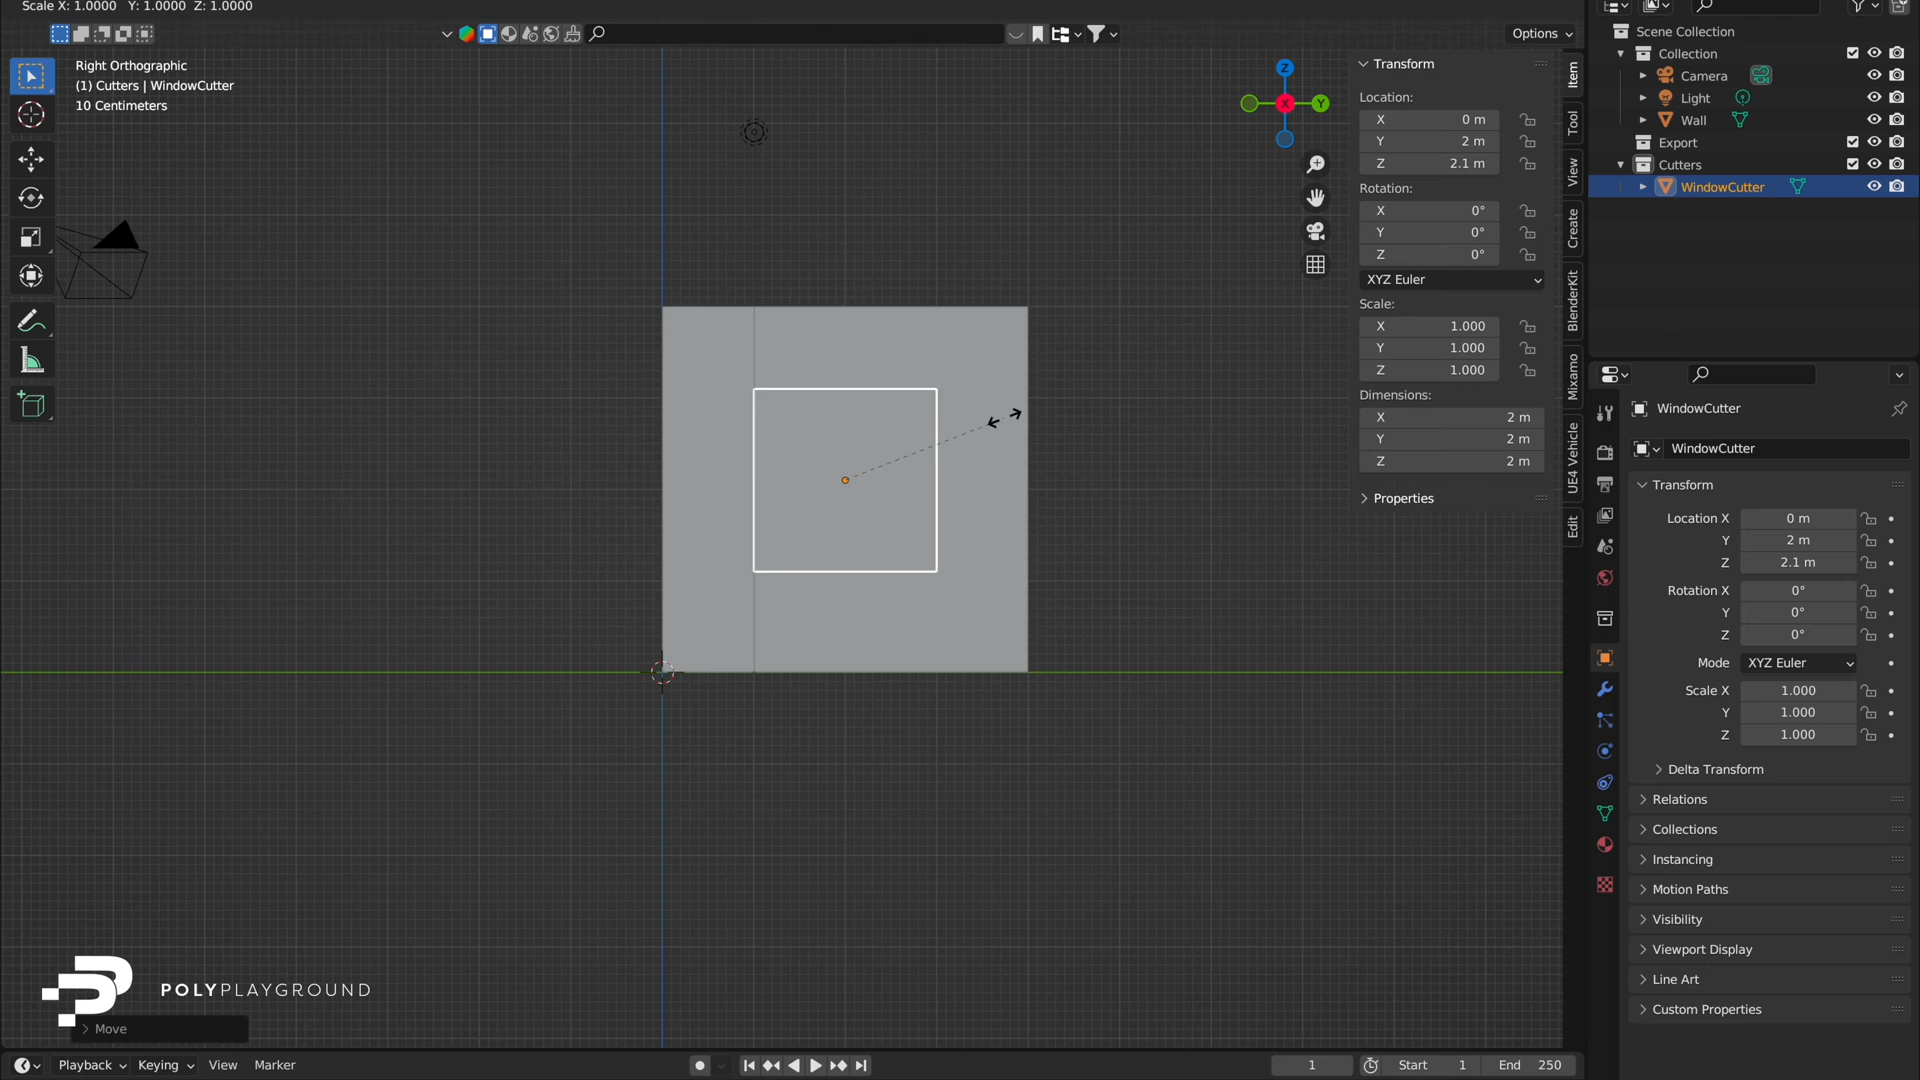 Scale X: 1.0000 Y: 1.0000 Z: 1.0000
Options
Right Orthographic
(1) Cutters | WindowCutter
10 Centimeters
Z
X
Y
Transform
Location:
X 0 m
Y 2 m
Z 2.1 m
Rotation:
X 0°
Y 0°
Z 0°
XYZ Euler
Scale:
X 1.000
Y 1.000
Z 1.000
Dimensions:
X 2 m
Y 2 m
Z 2 m
Properties
Item
Tool
View
Create
BlenderKit
Mixamo
UE4 Vehicle
Edit
Scene Collection
Collection
Camera
Light
Wall
Export
Cutters
WindowCutter
WindowCutter
WindowCutter
Transform
Location X 0 m
Y 2 m
Z 2.1 m
Rotation X 0°
Y 0°
Z 0°
Mode XYZ Euler
Scale X 1.000
Y 1.000
Z 1.000
Delta Transform
Relations
Collections
Instancing
Motion Paths
Visibility
Viewport Display
Line Art
Custom Properties
POLYPLAYGROUND
Move
Playback Keying View Marker
1 Start 1 End 250